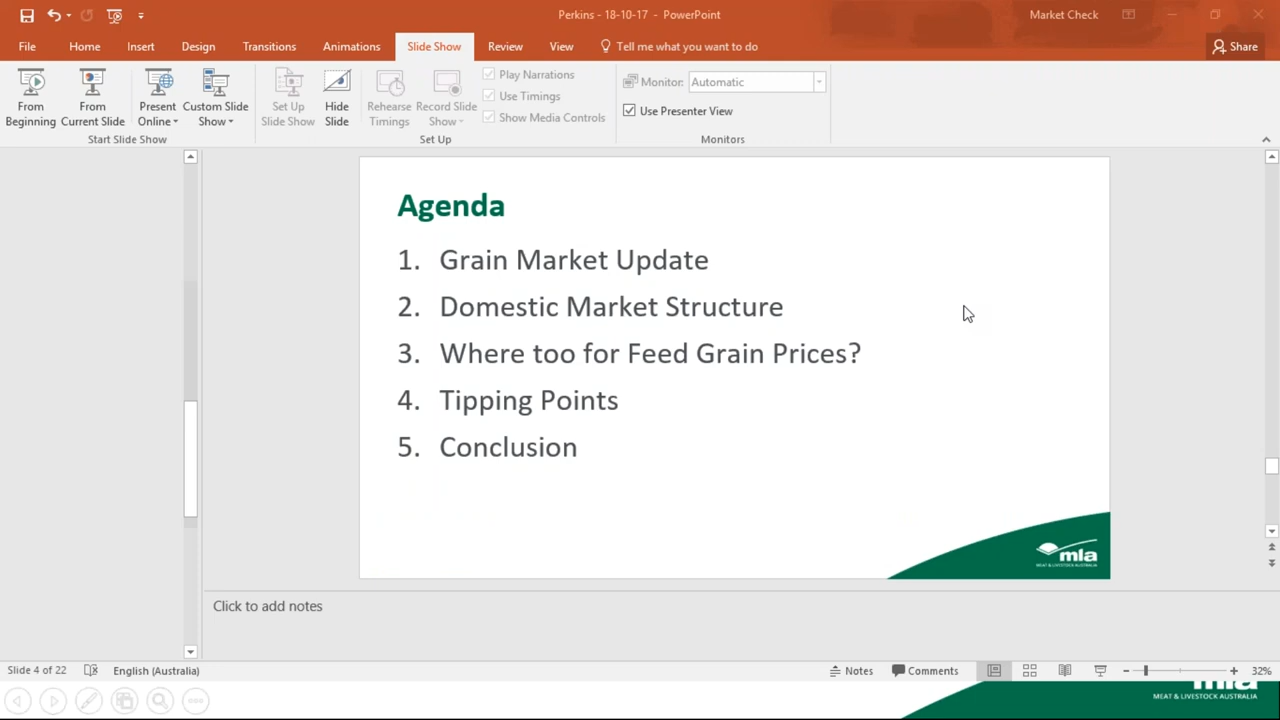 Perkins - 18-10-17 - PowerPoint
Market Check
File Home Insert Design Transitions Animations Slide Show Review View Tell me what you want to do Share
From Beginning
From Current Slide
Present Online
Custom Slide Show
Start Slide Show
Set Up Slide Show
Hide Slide
Rehearse Timings
Record Slide Show
Play Narrations
Use Timings
Show Media Controls
Set Up
Monitor: Automatic
Use Presenter View
Monitors
Agenda
1. Grain Market Update
2. Domestic Market Structure
3. Where too for Feed Grain Prices?
4. Tipping Points
5. Conclusion
mla
MEAT & LIVESTOCK AUSTRALIA
Click to add notes
Slide 4 of 22 English (Australia) Notes Comments 32%
mla
MEAT & LIVESTOCK AUSTRALIA